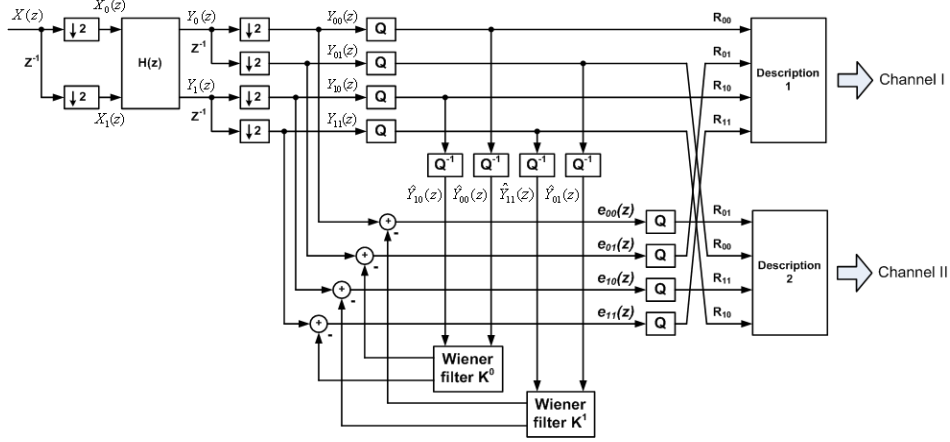 X(z) X₀(z) Y₀(z) Y₀₀(z) R₀₀
↓2 ↓2 Q
Z⁻¹ Z⁻¹ Y₀₁(z) R₀₁
H(z) ↓2 Q Description 1 Channel I
Y₁(z) Y₁₀(z) R₁₀
↓2 ↓2 Q
X₁(z) Z⁻¹ Y₁₁(z) R₁₁
↓2 Q
Q⁻¹ Q⁻¹ Q⁻¹ Q⁻¹
Ŷ₁₀(z) Ŷ₀₀(z) Ŷ₁₁(z) Ŷ₀₁(z)
+ - e₀₀(z) Q R₀₁
+ - e₀₁(z) Q R₀₀ Description 2 Channel II
+ - e₁₀(z) Q R₁₁
+ - e₁₁(z) Q R₁₀
Wiener
filter K⁰
Wiener
filter K¹